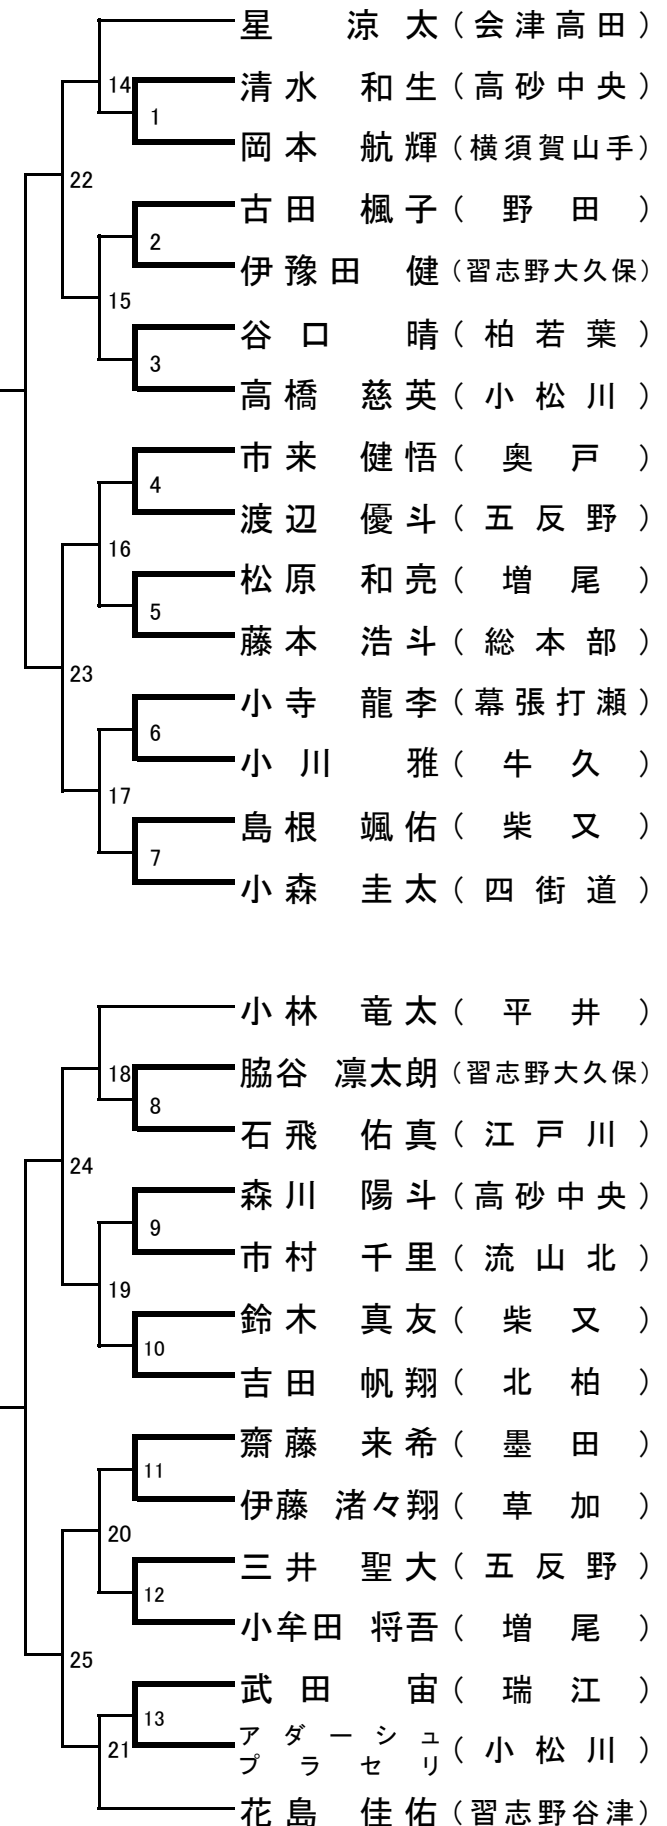 星 涼太(会津高田)
14
清水 和生(高砂中央)
1
岡本 航輝(横須賀山手)
22
古田 楓子(野田)
2
伊豫田 健(習志野大久保)
15
谷口 晴(柏若葉)
3
高橋 慈英(小松川)
市来 健悟(奥戸)
4
渡辺 優斗(五反野)
16
松原 和亮(増尾)
5
藤本 浩斗(総本部)
23
小寺 龍李(幕張打瀬)
6
小川 雅(牛久)
17
島根 颯佑(柴又)
7
小森 圭太(四街道)
小林 竜太(平井)
18
脇谷 凛太朗(習志野大久保)
8
石飛 佑真(江戸川)
24
森川 陽斗(高砂中央)
9
市村 千里(流山北)
19
鈴木 真友(柴又)
10
吉田 帆翔(北柏)
齋藤 来希(墨田)
11
伊藤 渚々翔(草加)
20
三井 聖大(五反野)
12
小牟田 将吾(増尾)
25
武田 宙(瑞江)
13
アダーシュ
プラセリ(小松川)
21
花島 佳佑(習志野谷津)